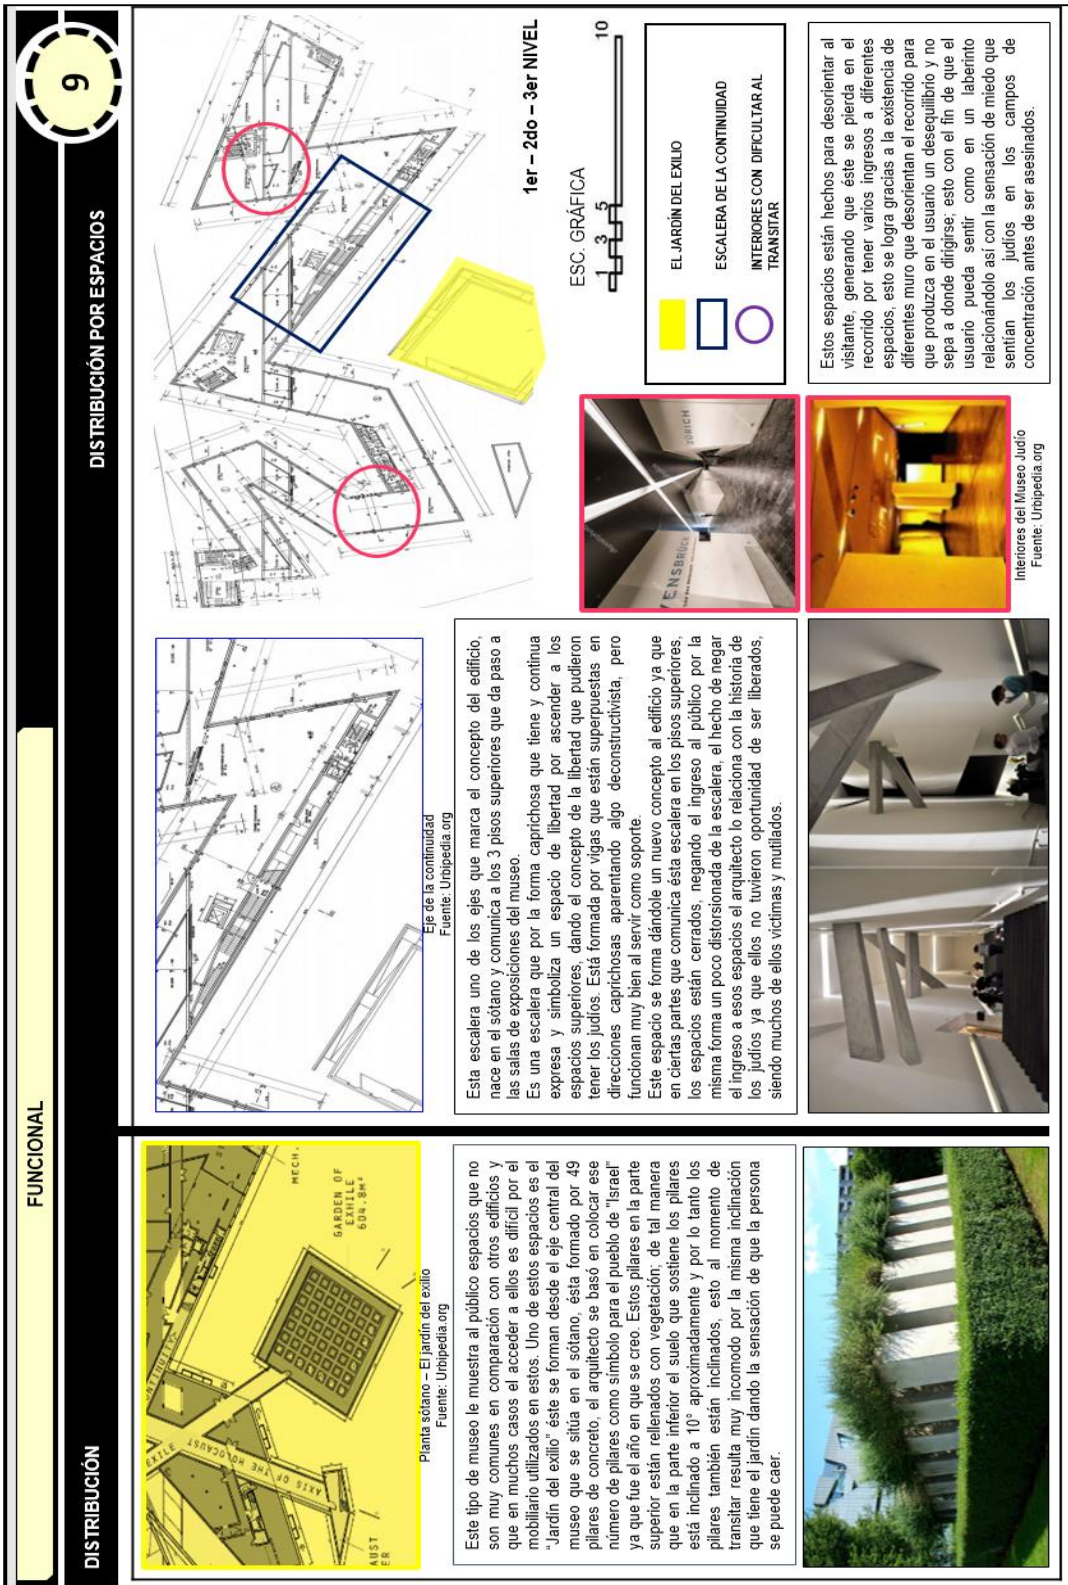 FUNCIONAL
9
DISTRIBUCIÓN
DISTRIBUCIÓN POR ESPACIOS
CONTINUITY
EXILE
AXIS OF THE HOLOCAUST
MECH.
GARDEN OF
EXHILE
604.8M²
AUST
ER
Planta sótano – El jardín del exilio
Fuente: Urbipedia.org
Este tipo de museo le muestra al público espacios que no
son muy comunes en comparación con otros edificios y
que en muchos casos el acceder a ellos es difícil por el
mobiliario utilizados en estos. Uno de estos espacios es el
“Jardín del exilio” éste se forman desde el eje central del
museo que se sitúa en el sótano, ésta formado por 49
pilares de concreto, el arquitecto se basó en colocar ese
número de pilares como símbolo para el pueblo de “Israel”
ya que fue el año en que se creo. Estos pilares en la parte
superior están rellenados con vegetación; de tal manera
que en la parte inferior el suelo que sostiene los pilares
está inclinado a 10° aproximadamente y por lo tanto los
pilares también están inclinados, esto al momento de
transitar resulta muy incomodo por la misma inclinación
que tiene el jardín dando la sensación de que la persona
se puede caer.
Eje de la continuidad
Fuente: Urbipedia.org
Esta escalera uno de los ejes que marca el concepto del edificio,
nace en el sótano y comunica a los 3 pisos superiores que da paso a
las salas de exposiciones del museo.
Es una escalera que por la forma caprichosa que tiene y continua
expresa y simboliza un espacio de libertad por ascender a los
espacios superiores, dando el concepto de la libertad que pudieron
tener los judíos. Está formada por vigas que están superpuestas en
direcciones caprichosas aparentando algo deconstructivista, pero
funcionan muy bien al servir como soporte.
Este espacio se forma dándole un nuevo concepto al edificio ya que
en ciertas partes que comunica ésta escalera en los pisos superiores,
los espacios están cerrados, negando el ingreso al público por la
misma forma un poco distorsionada de la escalera, el hecho de negar
el ingreso a esos espacios el arquitecto lo relaciona con la historia de
los judíos ya que ellos no tuvieron oportunidad de ser liberados,
siendo muchos de ellos victimas y mutilados.
1er – 2do – 3er NIVEL
ESC. GRÁFICA
1 3 5 10
EL JARDÍN DEL EXILIO
ESCALERA DE LA CONTINUIDAD
INTERIORES CON DIFICULTAR AL
TRANSITAR
VENSBRÜCK
ZÜRICH
Interiores del Museo Judío
Fuente: Urbipedia.org
Estos espacios están hechos para desorientar al
visitante, generando que éste se pierda en el
recorrido por tener varios ingresos a diferentes
espacios, esto se logra gracias a la existencia de
diferentes muro que desorientan el recorrido para
que produzca en el usuario un desequilibrio y no
sepa a donde dirigirse; esto con el fin de que el
usuario pueda sentir como en un laberinto
relacionándolo así con la sensación de miedo que
sentían los judíos en los campos de
concentración antes de ser asesinados.